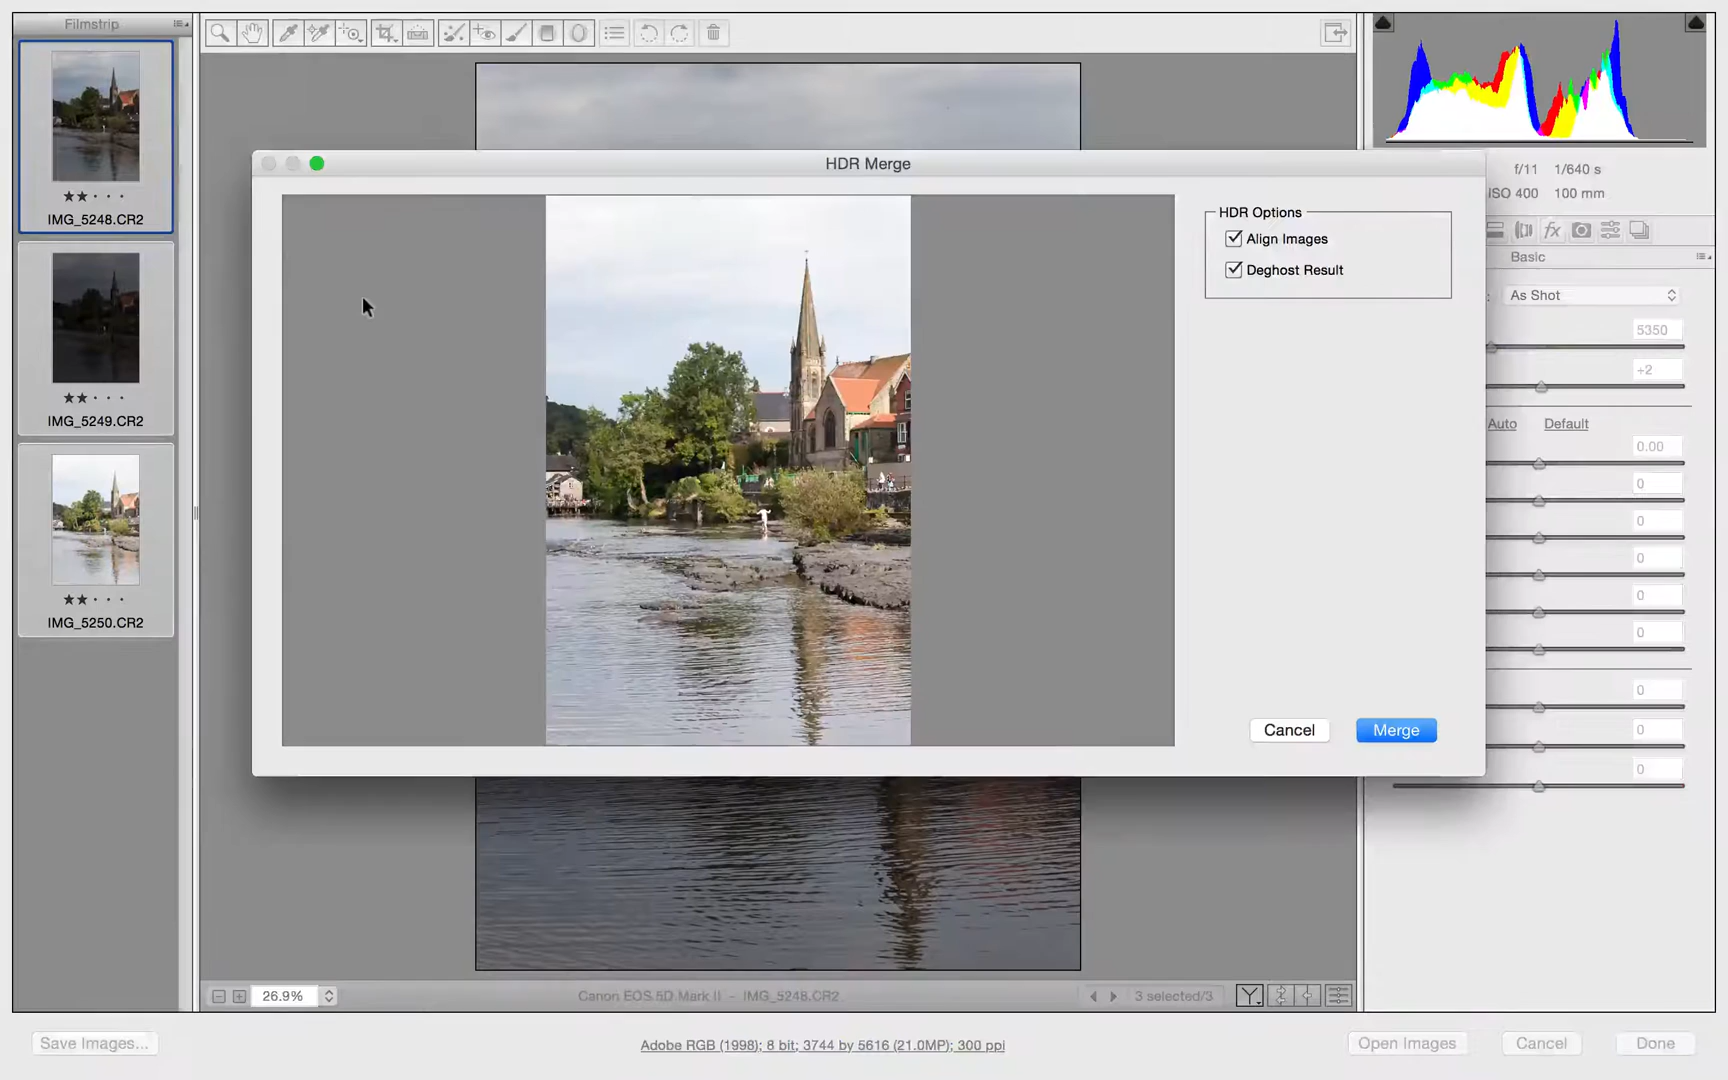 Filmstrip
IMG_5248.CR2
IMG_5249.CR2
IMG_5250.CR2
HDR Merge
HDR Options
Align Images
Deghost Result
Cancel
Merge
f/11 1/640 s
ISO 400 100 mm
fx
Basic
: As Shot
5350
+2
Auto Default
0.00
0
0
0
0
0
0
0
0
26.9%
Canon EOS 5D Mark II - IMG_5248.CR2
3 selected/3
Save Images...
Adobe RGB (1998); 8 bit; 3744 by 5616 (21.0MP); 300 ppi
Open Images
Cancel
Done